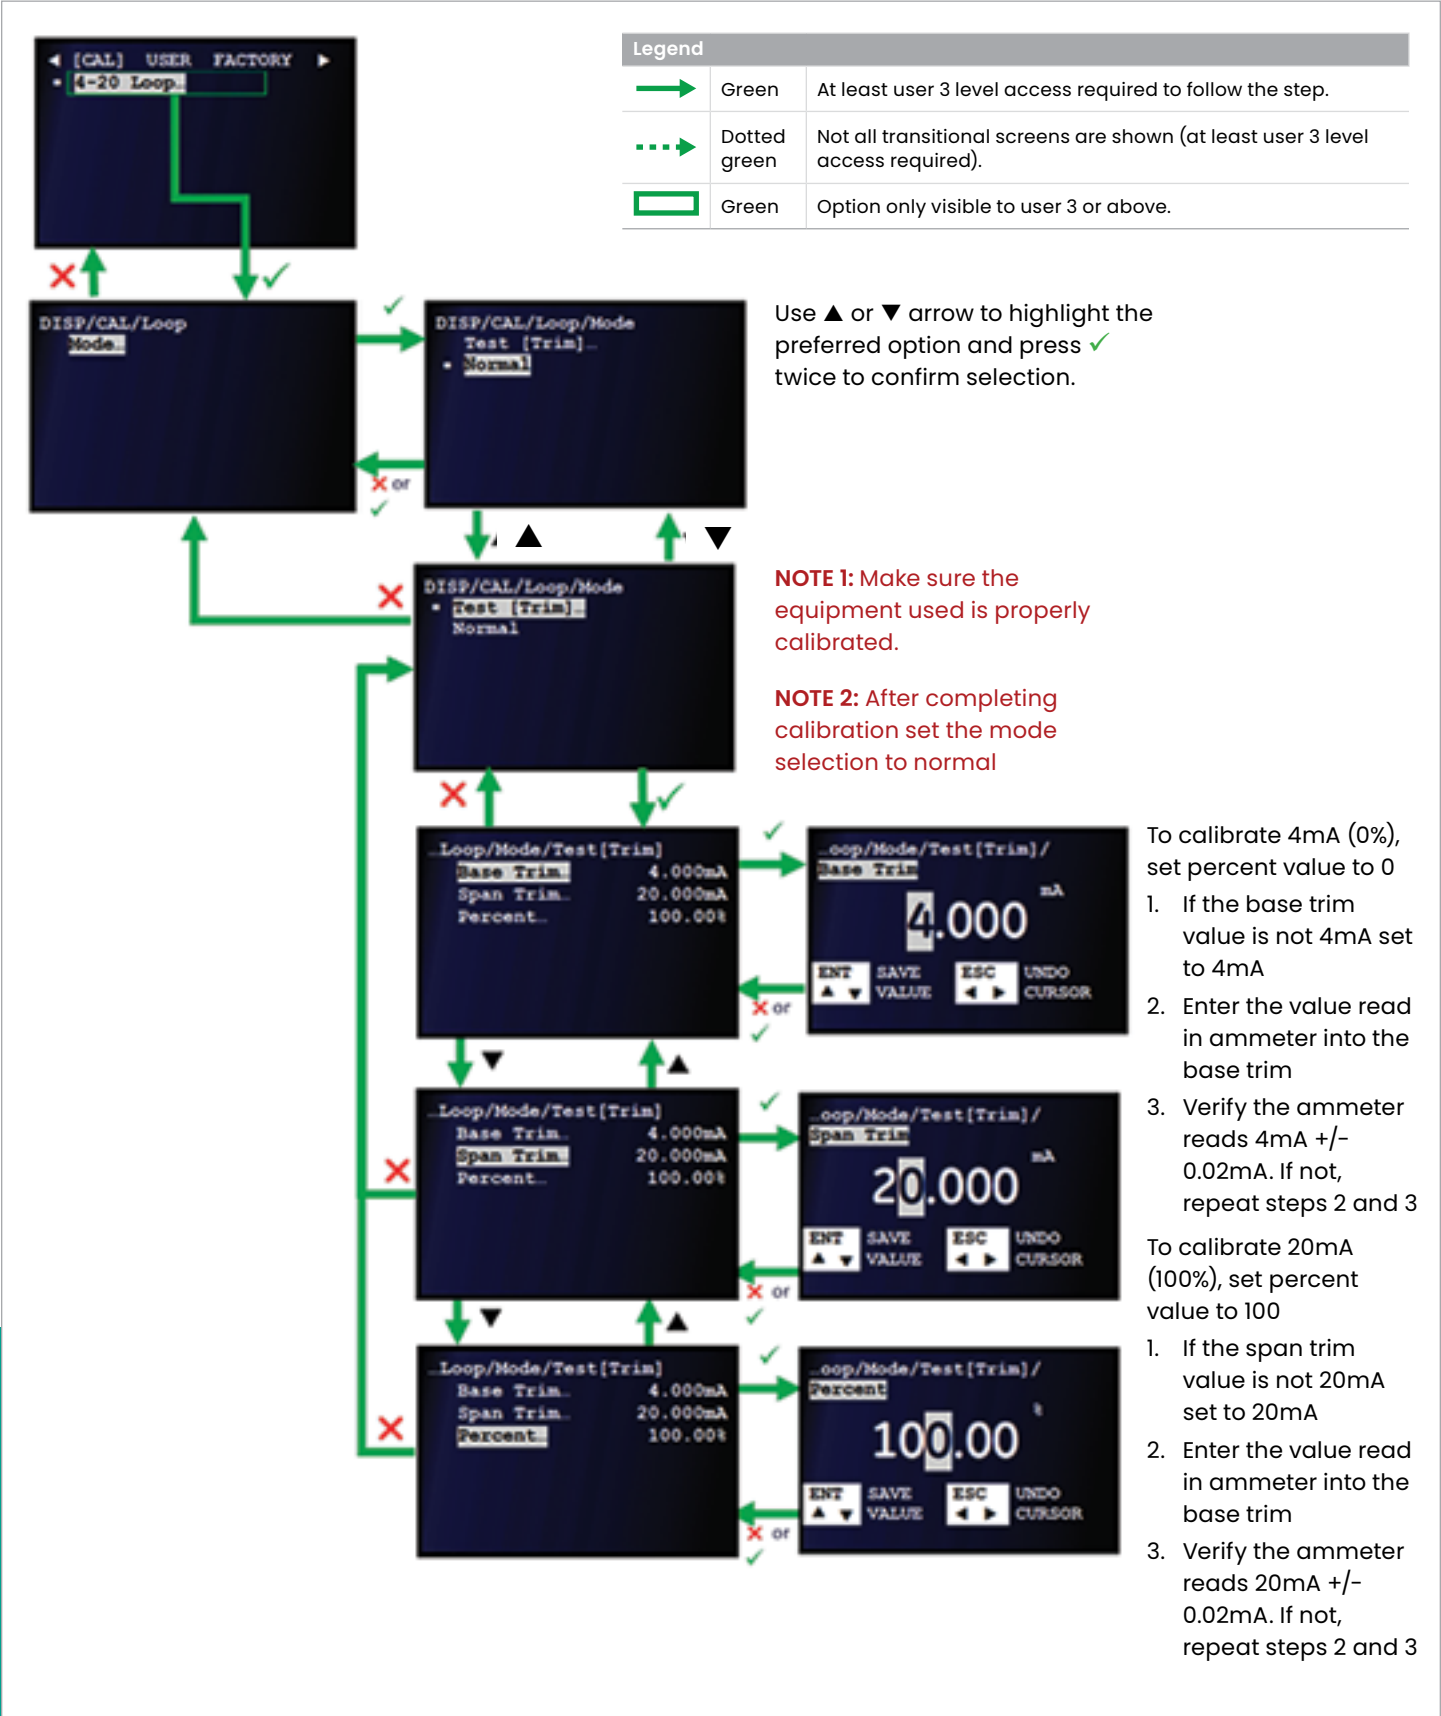 ◄ [CAL] USER FACTORY ►
4-20 Loop…
Legend
Green At least user 3 level access required to follow the step.
Dotted green Not all transitional screens are shown (at least user 3 level access required).
Green Option only visible to user 3 or above.
DISP/CAL/Loop
Mode…
DISP/CAL/Loop/Mode
Test [Trim]…
Normal
✗ or
✓
Use ▲ or ▼ arrow to highlight the
preferred option and press ✓
twice to confirm selection.
▲ ▼
DISP/CAL/Loop/Mode
Test [Trim]…
Normal
NOTE 1: Make sure the
equipment used is properly
calibrated.
NOTE 2: After completing
calibration set the mode
selection to normal
…Loop/Mode/Test[Trim]
Base Trim… 4.000mA
Span Trim… 20.000mA
Percent… 100.00%
✗ or
✓
…oop/Mode/Test[Trim]/
Base Trim
mA
4.000
ENT SAVE ESC UNDO
▲ ▼ VALUE ◄ ► CURSOR
▼ ▲
…Loop/Mode/Test[Trim]
Base Trim… 4.000mA
Span Trim… 20.000mA
Percent… 100.00%
✗ or
✓
…oop/Mode/Test[Trim]/
Span Trim
mA
20.000
ENT SAVE ESC UNDO
▲ ▼ VALUE ◄ ► CURSOR
▼ ▲
…Loop/Mode/Test[Trim]
Base Trim… 4.000mA
Span Trim… 20.000mA
Percent… 100.00%
✗ or
✓
…oop/Mode/Test[Trim]/
Percent
%
100.00
ENT SAVE ESC UNDO
▲ ▼ VALUE ◄ ► CURSOR
To calibrate 4mA (0%),
set percent value to 0
1. If the base trim
value is not 4mA set
to 4mA
2. Enter the value read
in ammeter into the
base trim
3. Verify the ammeter
reads 4mA +/-
0.02mA. If not,
repeat steps 2 and 3
To calibrate 20mA
(100%), set percent
value to 100
1. If the span trim
value is not 20mA
set to 20mA
2. Enter the value read
in ammeter into the
base trim
3. Verify the ammeter
reads 20mA +/-
0.02mA. If not,
repeat steps 2 and 3